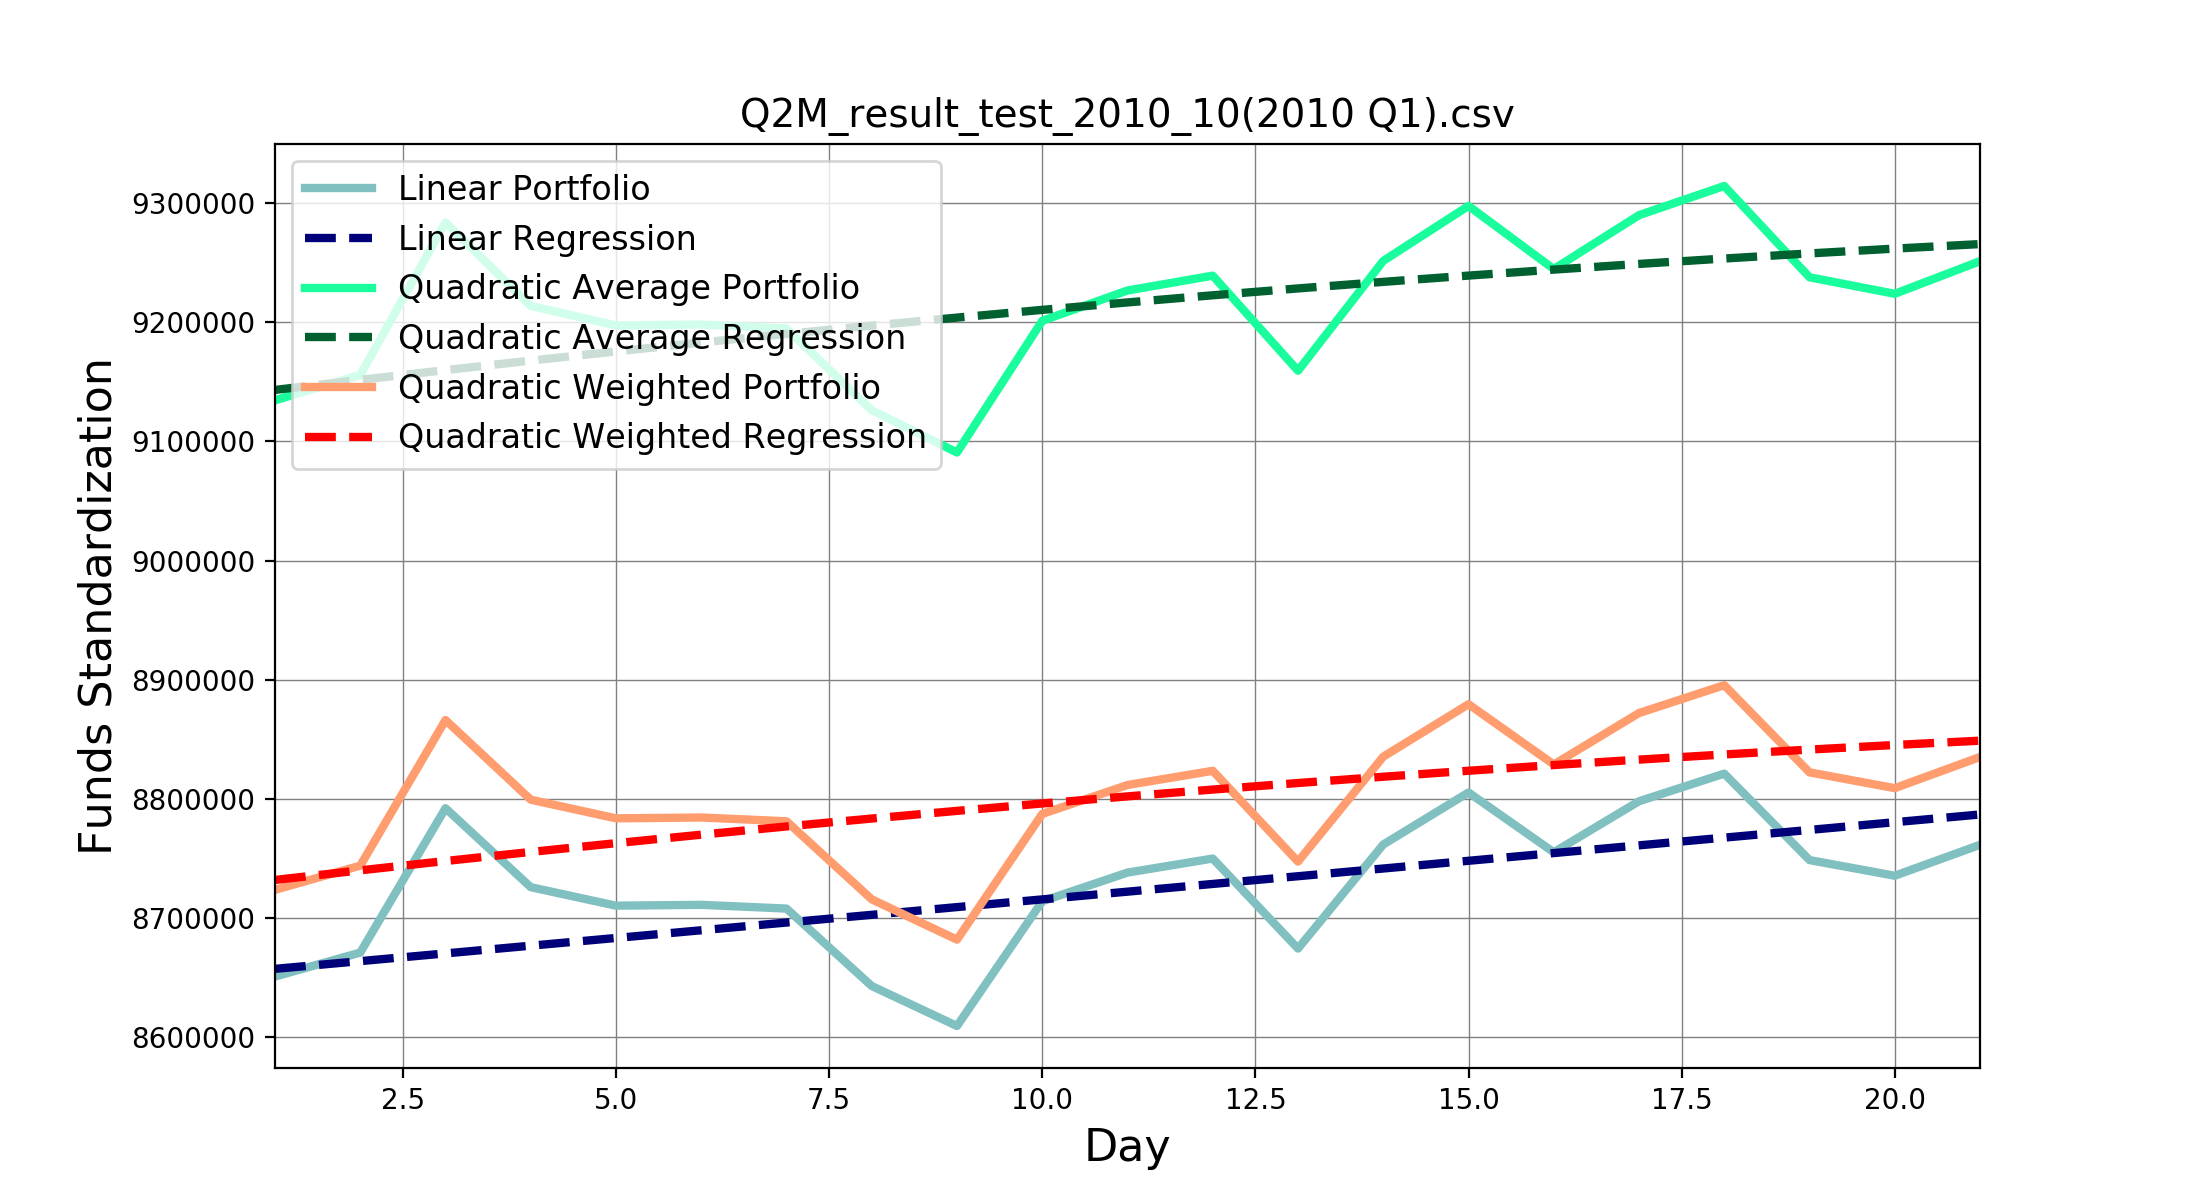 Q2M_result_test_2010_10(2010 Q1).csv
Linear Portfolio
Linear Regression
Quadratic Average Portfolio
Quadratic Average Regression
Quadratic Weighted Portfolio
Quadratic Weighted Regression
Funds Standardization
9300000
9200000
9100000
9000000
8900000
8800000
8700000
8600000
2.5
5.0
7.5
10.0
12.5
15.0
17.5
20.0
Day